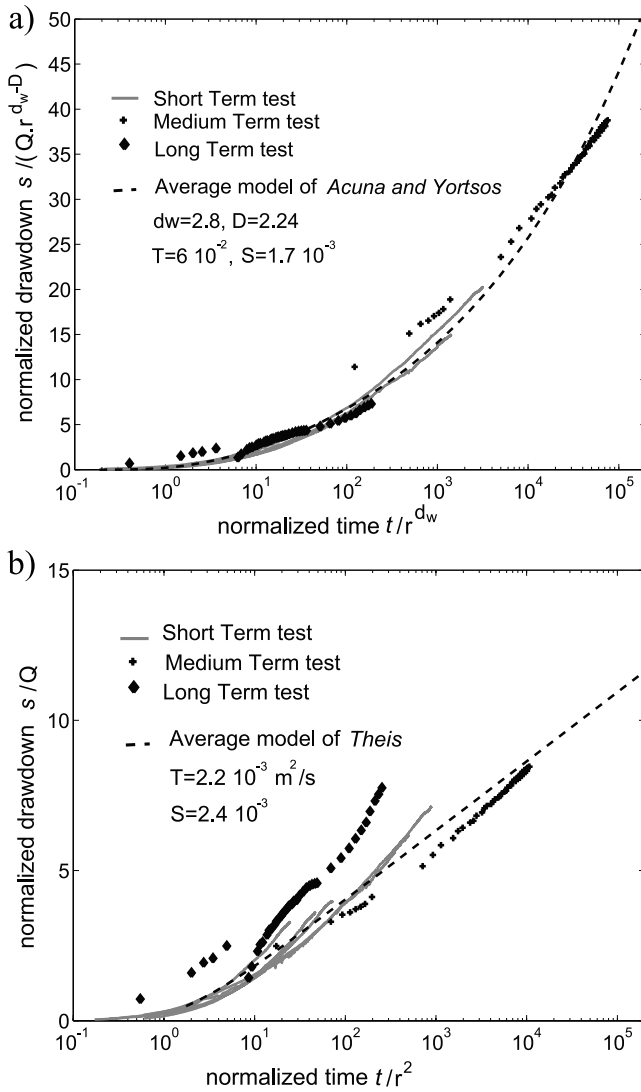 a)
50
45
40
35
30
25
20
15
10
5
0
normalized drawdown s /(Q.r^{d_w-D})
Short Term test
Medium Term test
Long Term test
Average model of Acuna and Yortsos
dw=2.8, D=2.24
T=6 10^{-2}, S=1.7 10^{-3}
10^{-1} 10^0 10^1 10^2 10^3 10^4 10^5
normalized time t/r^{d_w}
b)
15
10
5
0
normalized drawdown s /Q
Short Term test
Medium Term test
Long Term test
Average model of Theis
T=2.2 10^{-3} m^2/s
S=2.4 10^{-3}
10^{-1} 10^0 10^1 10^2 10^3 10^4 10^5
normalized time t/r^2